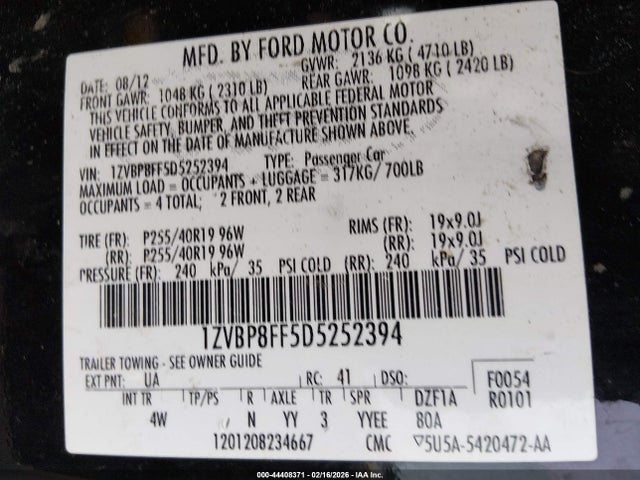 MFD. BY FORD MOTOR CO.
DATE: 08/12
GVWR: 2136 KG ( 4710 LB)
FRONT GAWR: 1048 KG ( 2310 LB)
REAR GAWR: 1098 KG ( 2420 LB)
THIS VEHICLE CONFORMS TO ALL APPLICABLE FEDERAL MOTOR
VEHICLE SAFETY, BUMPER, AND THEFT PREVENTION STANDARDS
IN EFFECT ON THE DATE OF MANUFACTURE SHOWN ABOVE.
VIN: 1ZVBP8FF5D5252394 TYPE: Passenger Car
MAXIMUM LOAD = OCCUPANTS + LUGGAGE = 317KG/ 700LB
OCCUPANTS = 4 TOTAL; 2 FRONT, 2 REAR
TIRE (FR): P255/40R19 96W RIMS (FR): 19x9.0J
(RR): P255/40R19 96W (RR): 19x9.0J
PRESSURE (FR): 240 kPa/ 35 PSI COLD (RR): 240 kPa/ 35 PSI COLD
1ZVBP8FF5D5252394
TRAILER TOWING - SEE OWNER GUIDE
EXT PNT: UA RC: 41 DSO: F0054
INT TR TP/PS R AXLE TR SPR DZF1A R0101
4W N YY 3 YYEE 80A
1201208234667 CMC ▽5U5A-5420472-AA
000-44408371 - 02/16/2026 - IAAI.COM